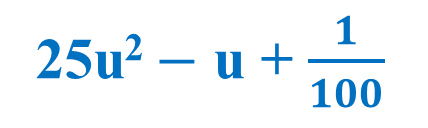 25u² − u + 1/100